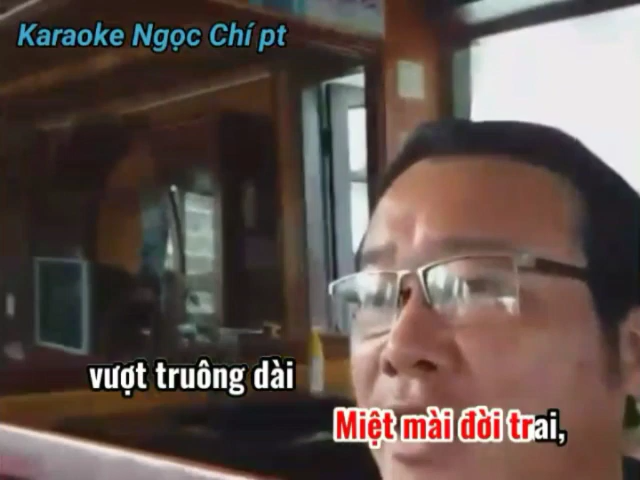 Karaoke Ngọc Chí pt
vượt truông dài
Miệt mài đời trai,